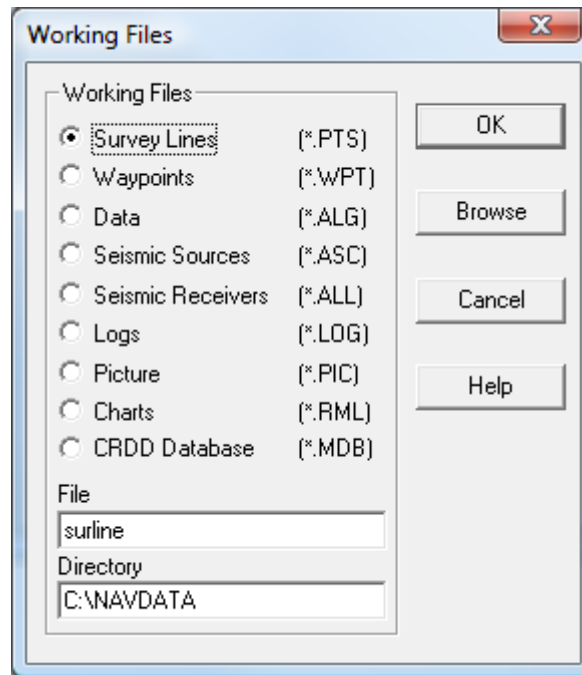 Working Files
Working Files
Survey Lines (*.PTS)
Waypoints (*.WPT)
Data (*.ALG)
Seismic Sources (*.ASC)
Seismic Receivers (*.ALL)
Logs (*.LOG)
Picture (*.PIC)
Charts (*.RML)
CRDD Database (*.MDB)
File
surline
Directory
C:\NAVDATA
OK
Browse
Cancel
Help